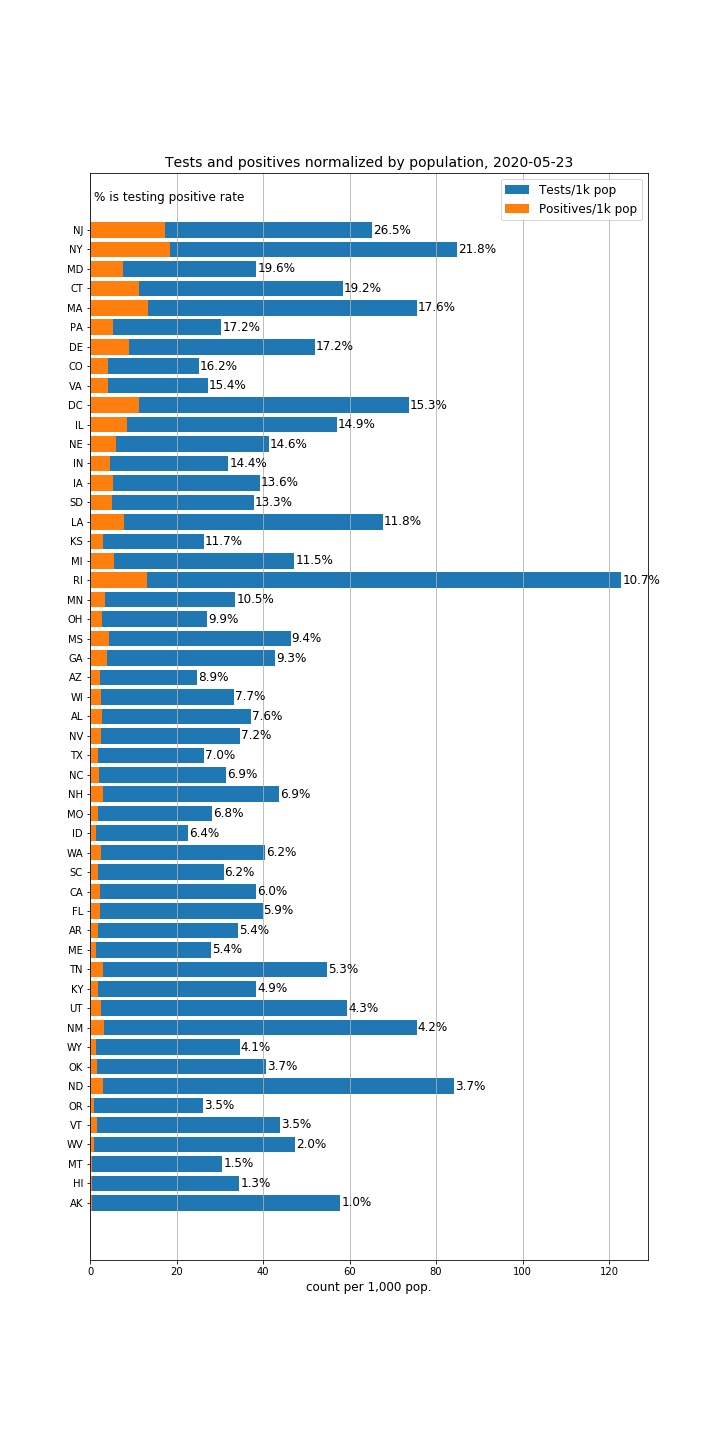 Tests and positives normalized by population, 2020-05-23
% is testing positive rate
Tests/1k pop
Positives/1k pop
NJ 26.5%
NY 21.8%
MD 19.6%
CT 19.2%
MA 17.6%
PA 17.2%
DE 17.2%
CO 16.2%
VA 15.4%
DC 15.3%
IL 14.9%
NE 14.6%
IN 14.4%
IA 13.6%
SD 13.3%
LA 11.8%
KS 11.7%
MI 11.5%
RI 10.7%
MN 10.5%
OH 9.9%
MS 9.4%
GA 9.3%
AZ 8.9%
WI 7.7%
AL 7.6%
NV 7.2%
TX 7.0%
NC 6.9%
NH 6.9%
MO 6.8%
ID 6.4%
WA 6.2%
SC 6.2%
CA 6.0%
FL 5.9%
AR 5.4%
ME 5.4%
TN 5.3%
KY 4.9%
UT 4.3%
NM 4.2%
WY 4.1%
OK 3.7%
ND 3.7%
OR 3.5%
VT 3.5%
WV 2.0%
MT 1.5%
HI 1.3%
AK 1.0%
0 20 40 60 80 100 120
count per 1,000 pop.